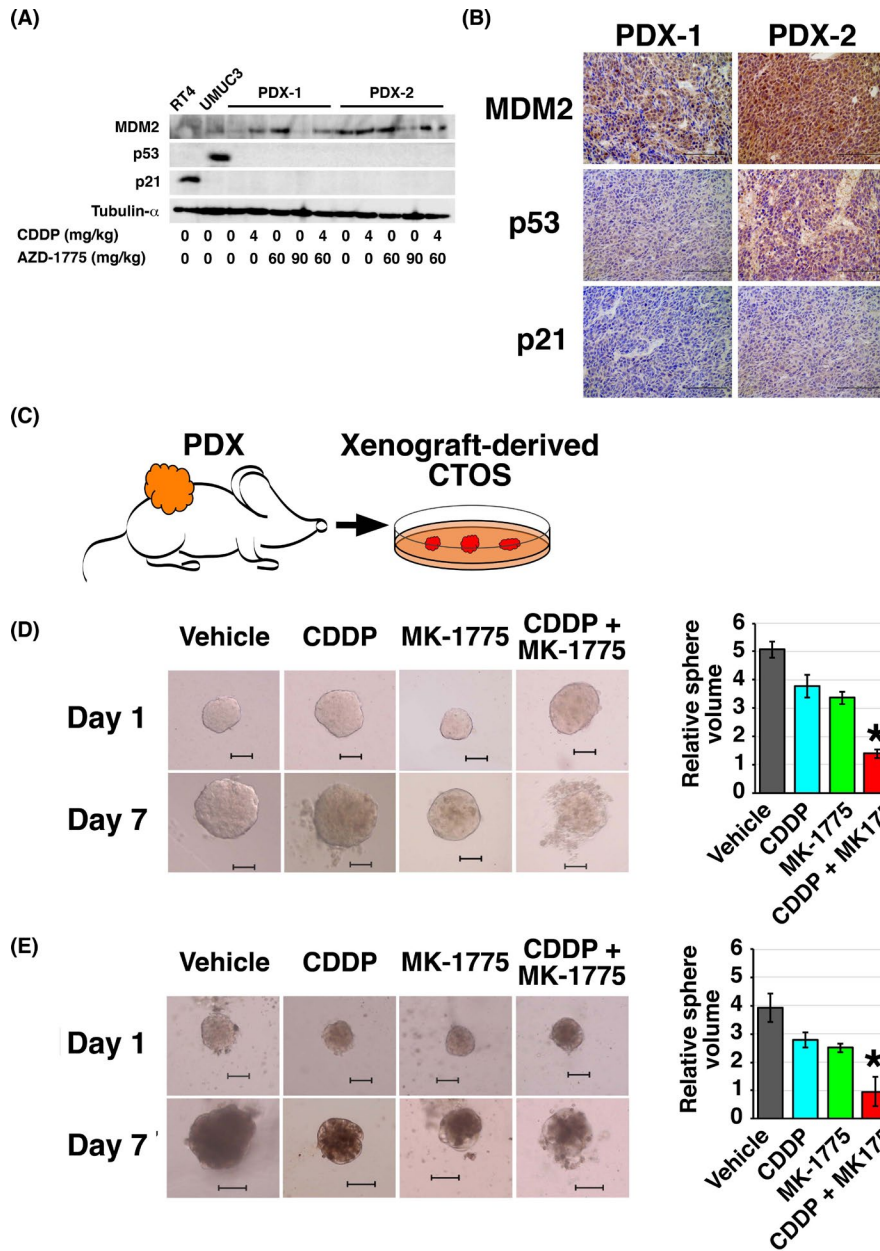 (A)
RT4 UMUC3 PDX-1 PDX-2
MDM2
p53
p21
Tubulin-α
CDDP (mg/kg) 0 0 0 4 0 0 4 0 4 0 0 4
AZD-1775 (mg/kg) 0 0 0 0 60 90 60 0 0 60 90 60
(B)
PDX-1 PDX-2
MDM2
p53
p21
(C)
PDX
Xenograft-derived
CTOS
(D)
Vehicle CDDP MK-1775 CDDP +
MK-1775
Day 1
Day 7
Relative sphere
volume
6
5
4
3
2
1
0
*
Vehicle
CDDP
MK-1775
CDDP + MK177
(E)
Vehicle CDDP MK-1775 CDDP +
MK-1775
Day 1
Day 7
Relative sphere
volume
6
5
4
3
2
1
0
*
Vehicle
CDDP
MK-1775
CDDP + MK177